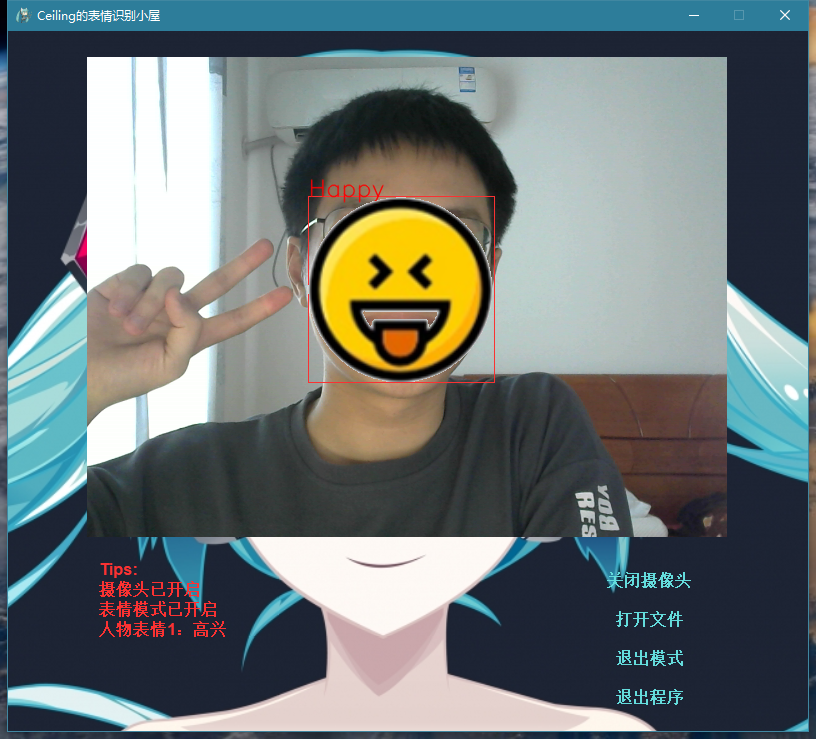 Ceiling的表情识别小屋
Happy
Tips:
摄像头已开启
表情模式已开启
人物表情1：高兴
关闭摄像头
打开文件
退出模式
退出程序